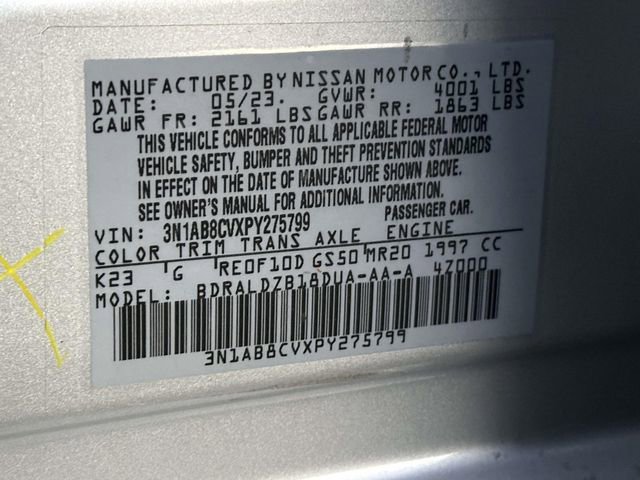 MANUFACTURED BY NISSAN MOTOR CO., LTD.
DATE: 05/23. GVWR: 4001 LBS
GAWR FR: 2161 LBS GAWR RR: 1863 LBS
THIS VEHICLE CONFORMS TO ALL APPLICABLE FEDERAL MOTOR
VEHICLE SAFETY, BUMPER AND THEFT PREVENTION STANDARDS
IN EFFECT ON THE DATE OF MANUFACTURE SHOWN ABOVE.
SEE OWNER'S MANUAL FOR ADDITIONAL INFORMATION.
VIN: 3N1AB8CVXPY275799 PASSENGER CAR.
COLOR TRIM TRANS AXLE ENGINE
K23 G RE0F10D GS50 MR20 1997 CC
MODEL: BDRALDZB18DUA-AA-A 4Z000
3N1AB8CVXPY275799